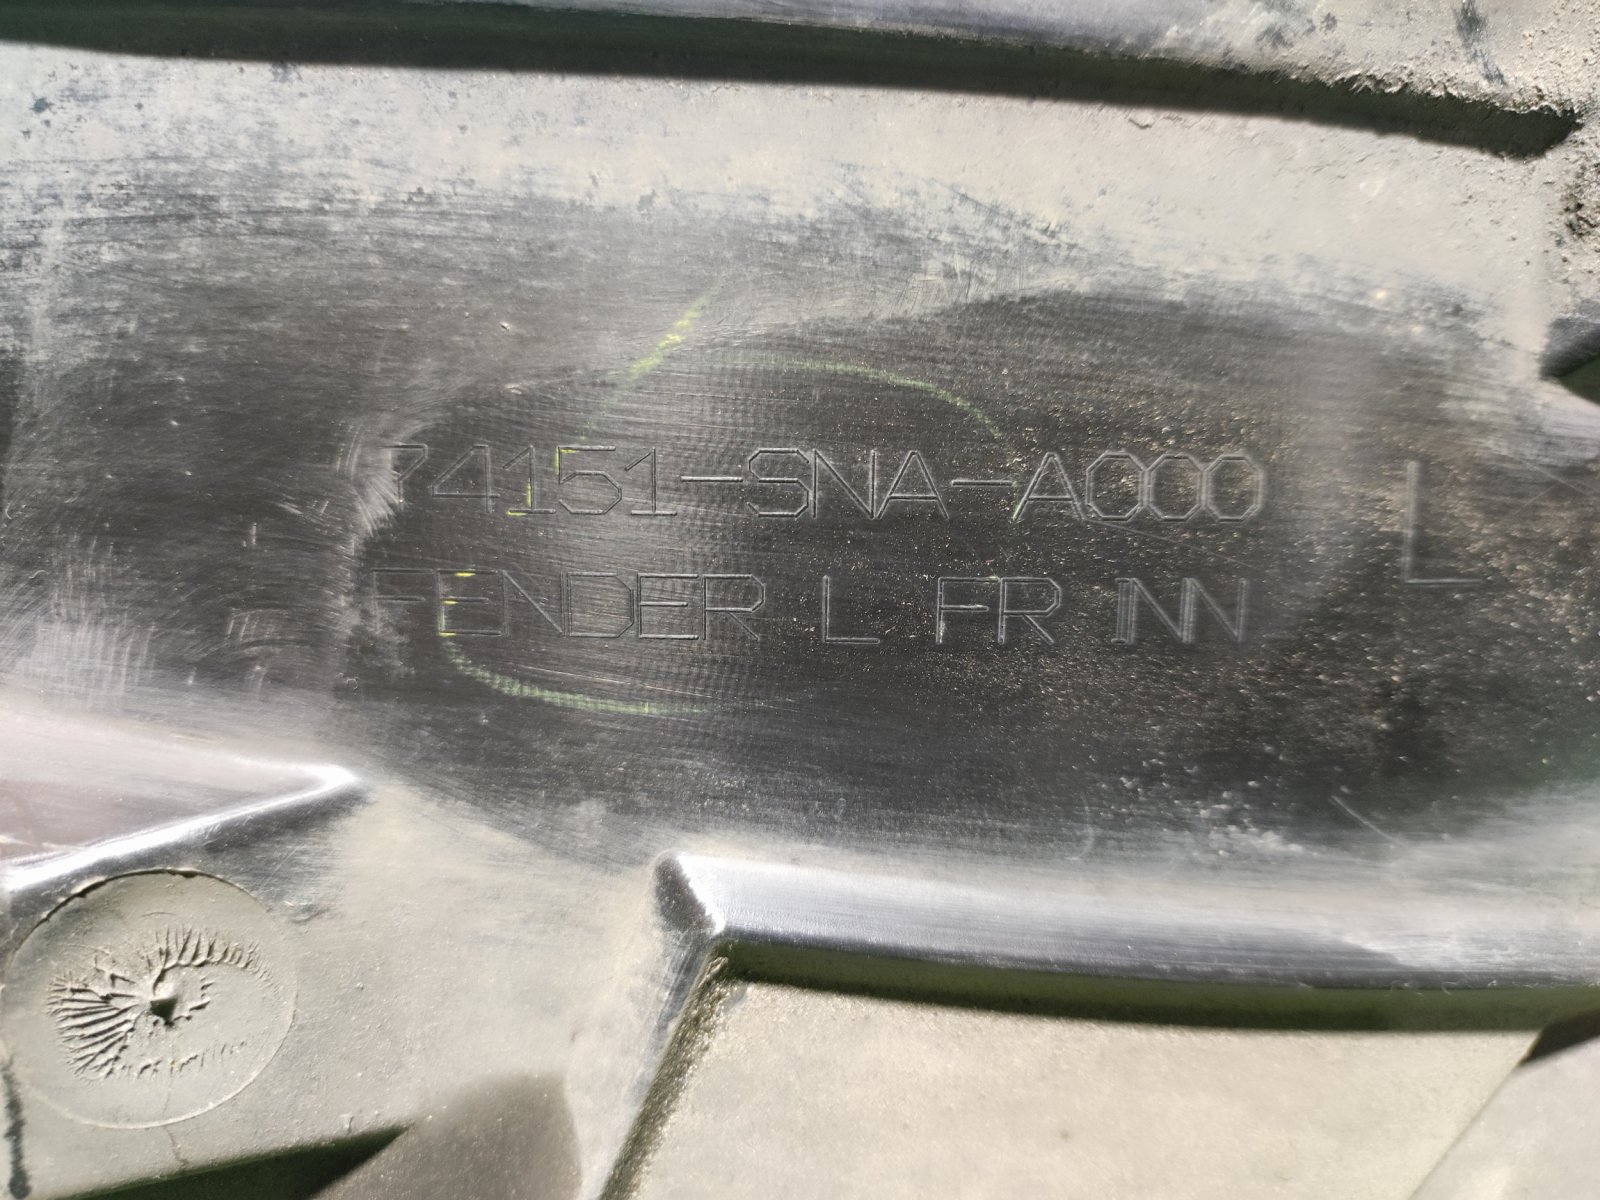 74151-SNA-A000
FENDER L FR INN
L